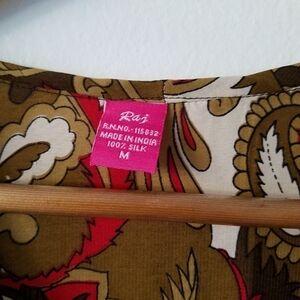 Raj
R.N.NO.-115832
MADE IN INDIA
100% SILK
M